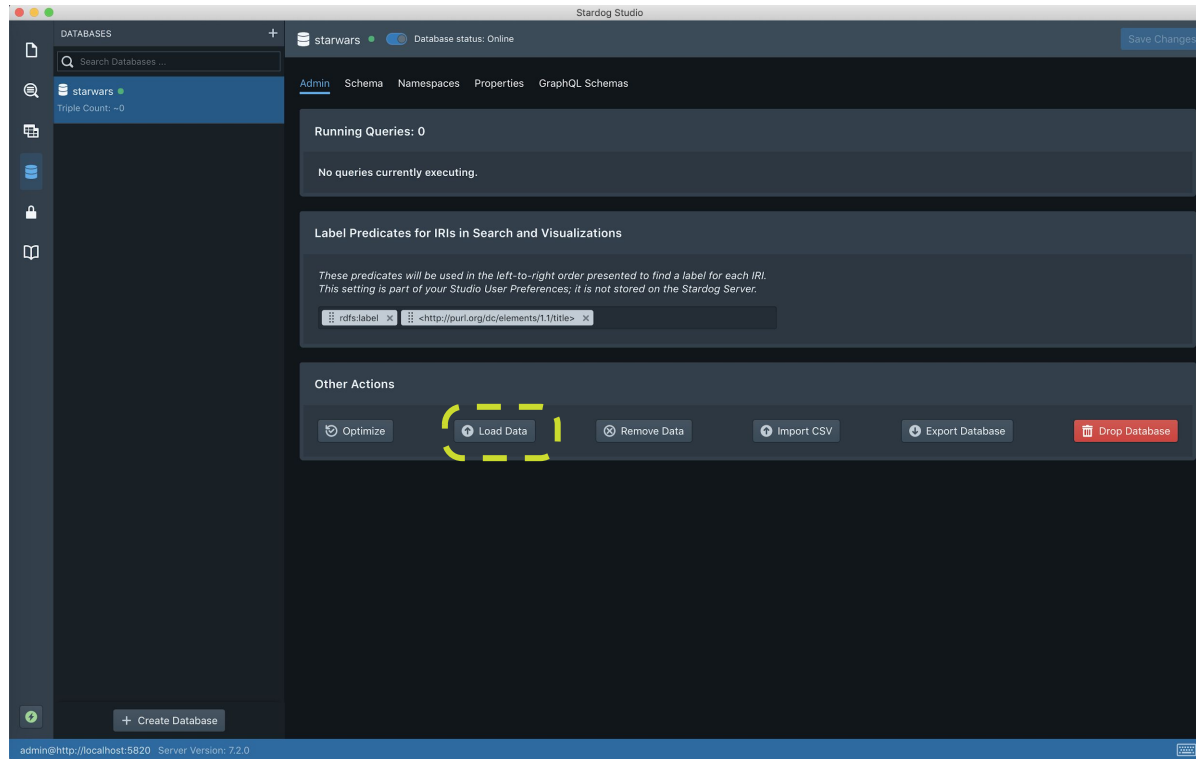 Stardog Studio
DATABASES +
Search Databases ...
starwars
Triple Count: ~0
+ Create Database
starwars Database status: Online Save Changes
Admin Schema Namespaces Properties GraphQL Schemas
Running Queries: 0
No queries currently executing.
Label Predicates for IRIs in Search and Visualizations
These predicates will be used in the left-to-right order presented to find a label for each IRI.
This setting is part of your Studio User Preferences; it is not stored on the Stardog Server.
rdfs:label × <http://purl.org/dc/elements/1.1/title> ×
Other Actions
Optimize Load Data Remove Data Import CSV Export Database Drop Database
admin@http://localhost:5820 Server Version: 7.2.0